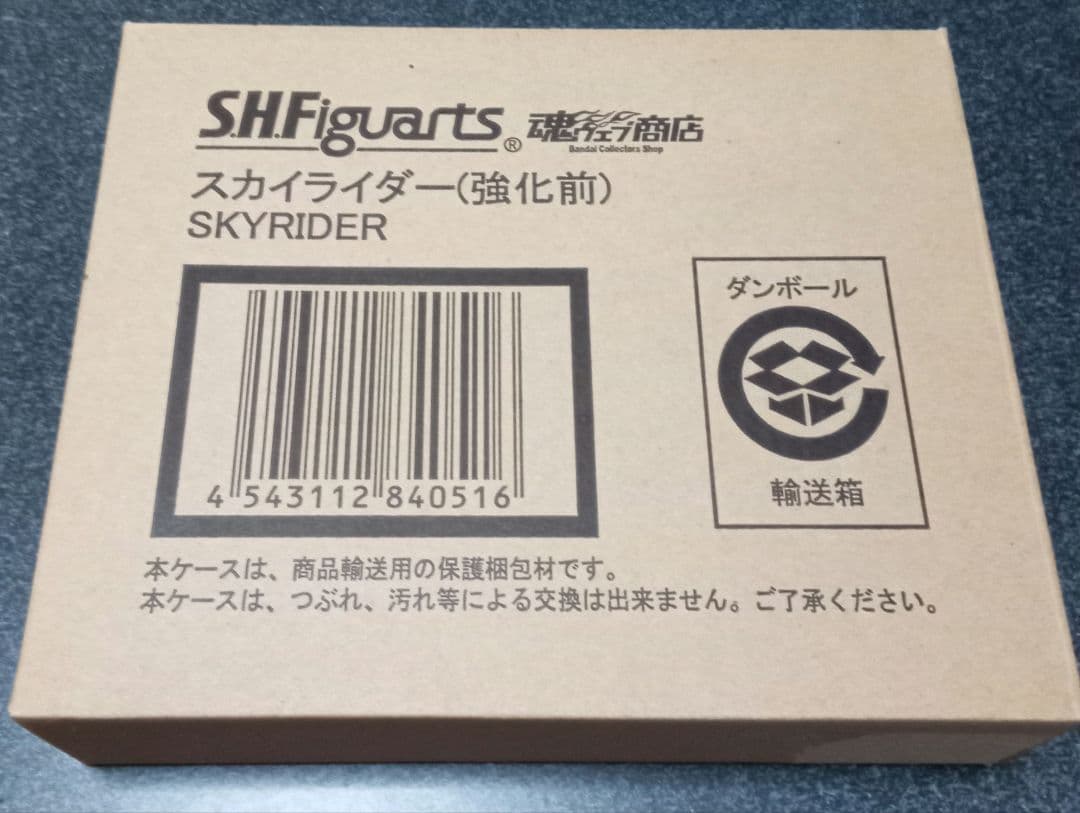 S.H.Figuarts® 魂ウェブ商店
Bandai Collectors Shop
スカイライダー(強化前)
SKYRIDER
ダンボール
4 543112 840516
輸送箱
本ケースは、商品輸送用の保護梱包材です。
本ケースは、つぶれ、汚れ等による交換は出来ません。ご了承ください。